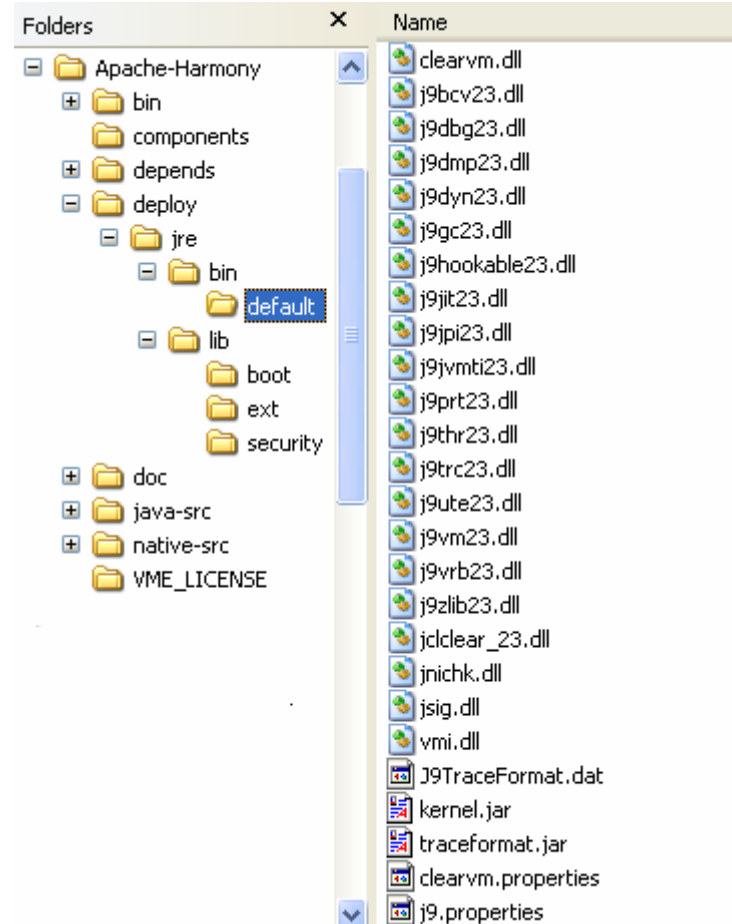 Folders
Apache-Harmony
bin
components
depends
deploy
jre
bin
default
lib
boot
ext
security
doc
java-src
native-src
VME_LICENSE
Name
clearvm.dll
j9bcv23.dll
j9dbg23.dll
j9dmp23.dll
j9dyn23.dll
j9gc23.dll
j9hookable23.dll
j9jit23.dll
j9jpi23.dll
j9jvmti23.dll
j9prt23.dll
j9thr23.dll
j9trc23.dll
j9ute23.dll
j9vm23.dll
j9vrb23.dll
j9zlib23.dll
jclclear_23.dll
jnichk.dll
jsig.dll
vmi.dll
J9TraceFormat.dat
kernel.jar
traceformat.jar
clearvm.properties
j9.properties